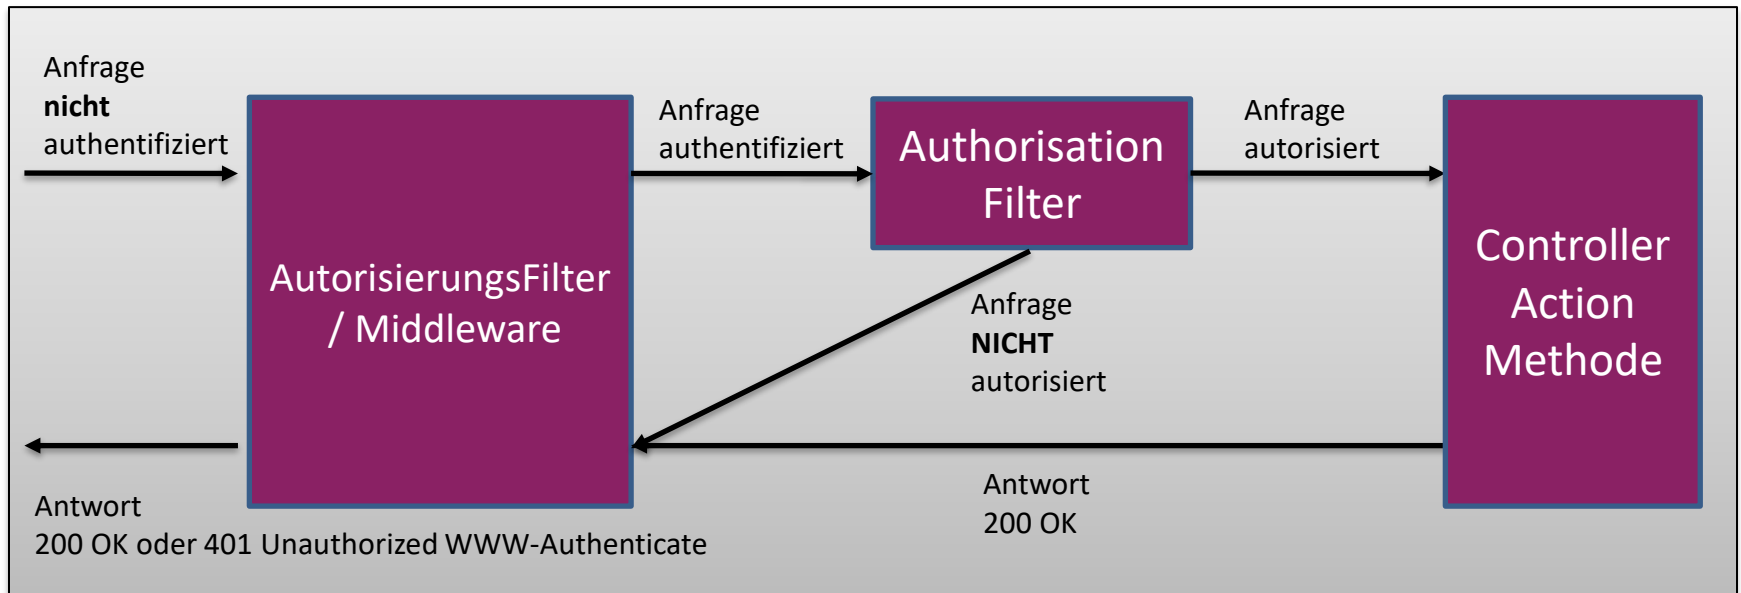 Anfrage
nicht
authentifiziert
AutorisierungsFilter
/ Middleware
Anfrage
authentifiziert
Authorisation
Filter
Anfrage
autorisiert
Controller
Action
Methode
Anfrage
NICHT
autorisiert
Antwort
200 OK
Antwort
200 OK oder 401 Unauthorized WWW-Authenticate